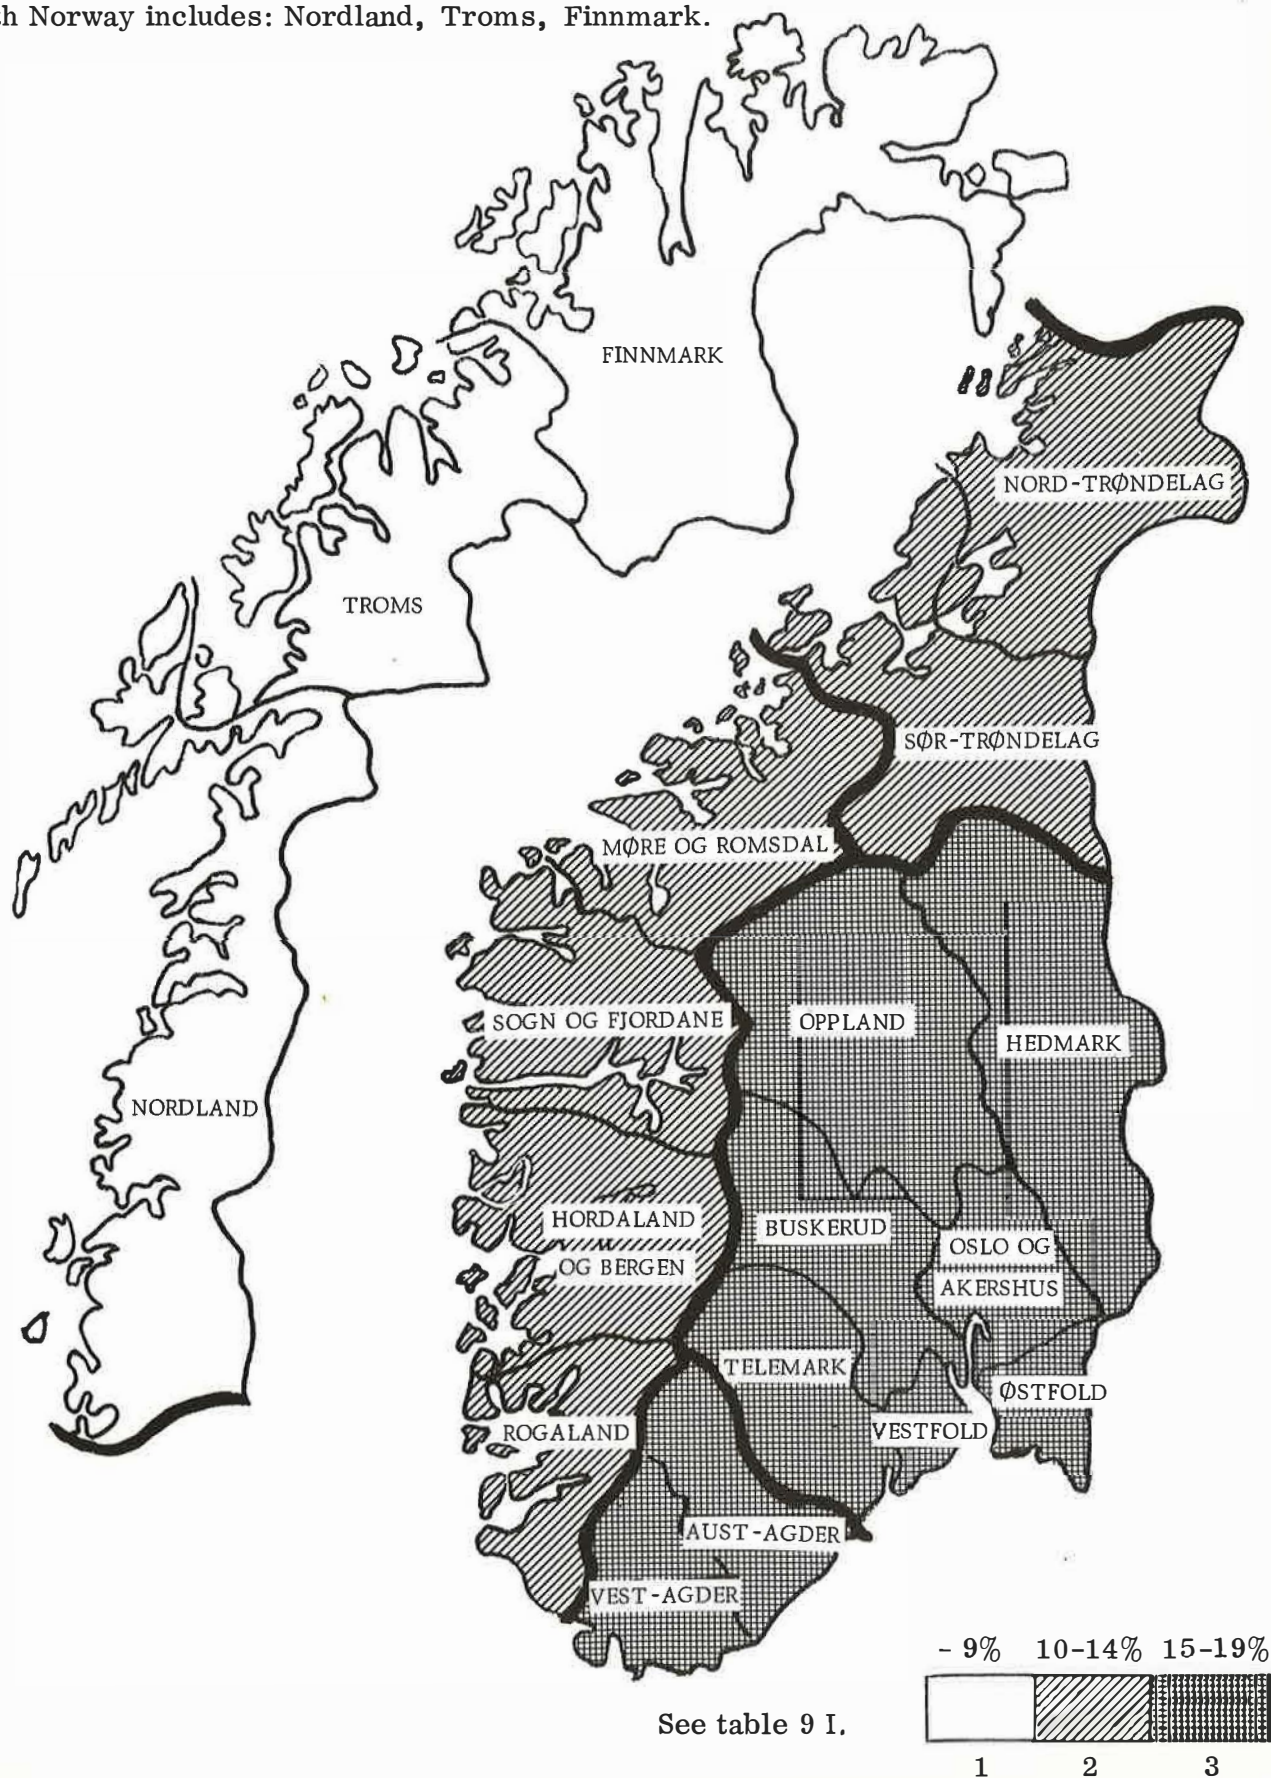 Norway includes: Nordland, Troms, Finnmark.
FINNMARK
NORD-TRØNDELAG
TROMS
SØR-TRØNDELAG
MØRE OG ROMSDAL
SOGN OG FJORDANE
OPPLAND
HEDMARK
NORDLAND
HORDALAND
OG BERGEN
BUSKERUD
OSLO OG
AKERSHUS
TELEMARK
ØSTFOLD
ROGALAND
VESTFOLD
AUST-AGDER
VEST-AGDER
- 9% 10-14% 15-19%
See table 9 I.
1 2 3